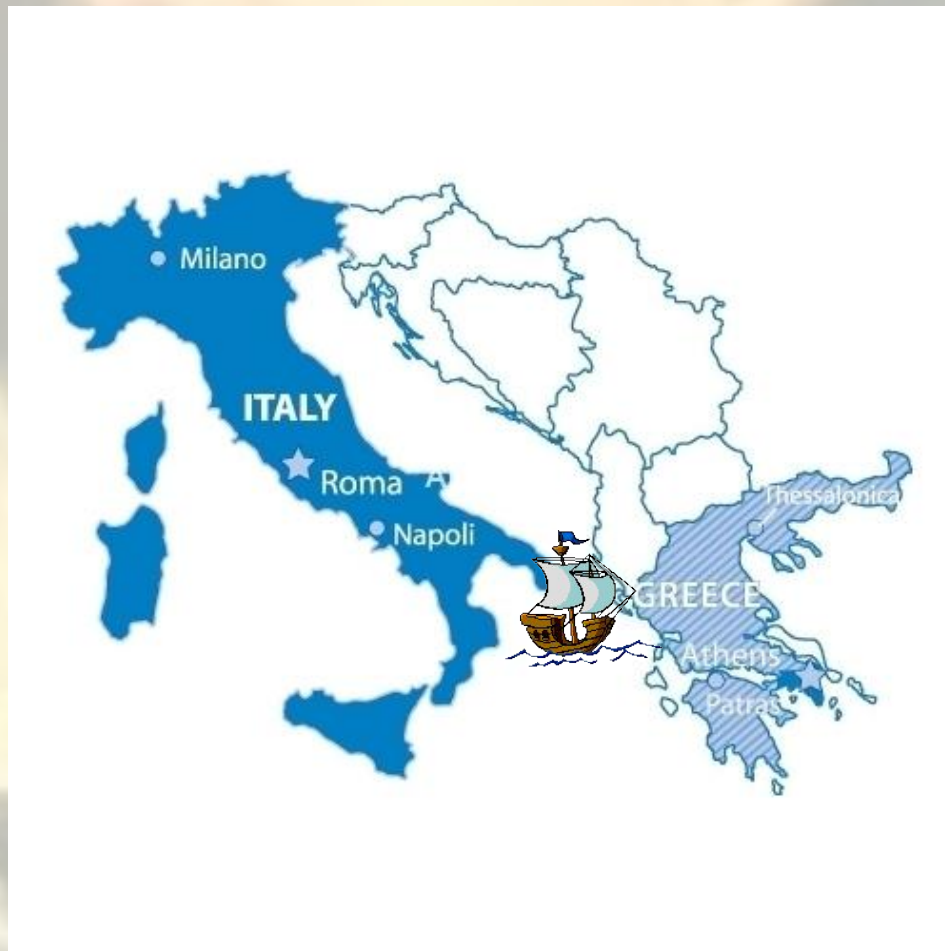 Milano
ITALY
Roma
A
Napoli
Thessalonica
GREECE
Athens
Patras